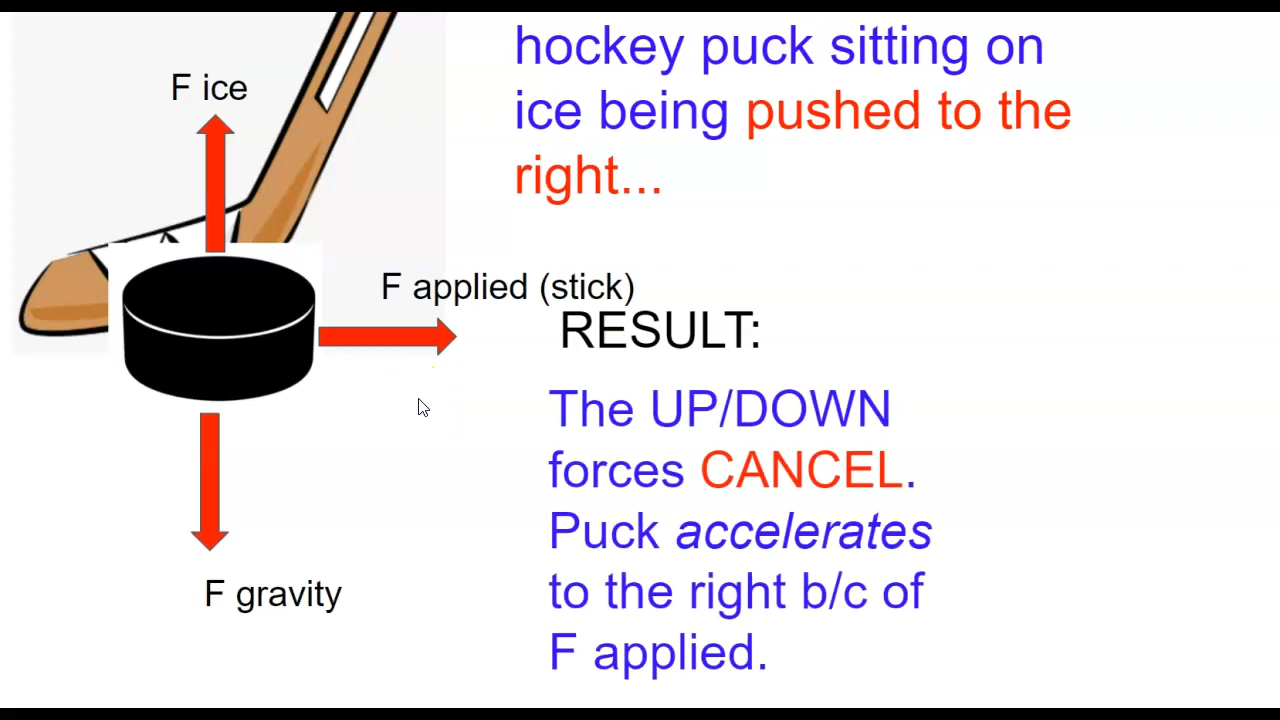 hockey puck sitting on
ice being pushed to the
right...
F ice
F applied (stick)
F gravity
RESULT:
The UP/DOWN
forces CANCEL.
Puck accelerates
to the right b/c of
F applied.